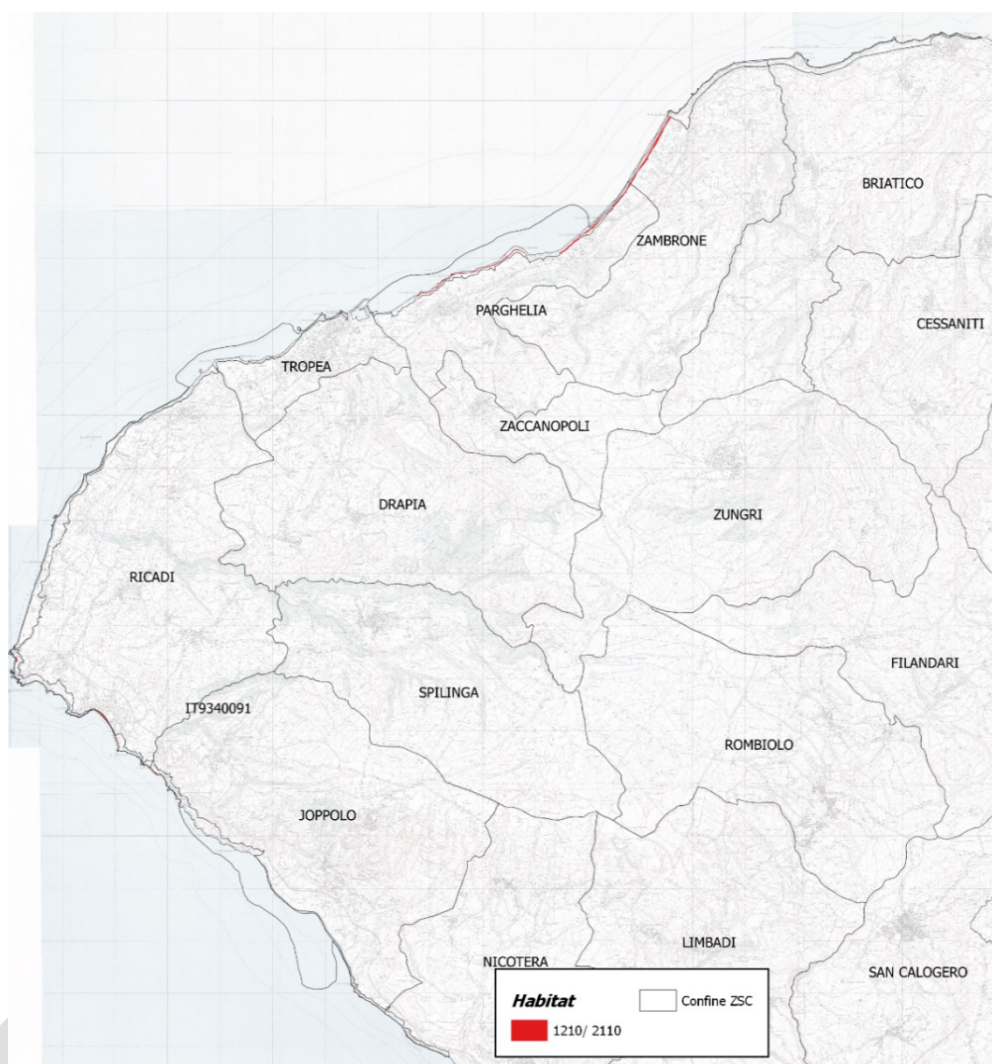 BRIATICO
ZAMBRONE
PARGHELIA
CESSANITI
TROPEA
ZACCANOPOLI
DRAPIA
ZUNGRI
RICADI
FILANDARI
SPILINGA
IT9340091
ROMBIOLO
JOPPOLO
LIMBADI
NICOTERA
SAN CALOGERO
Habitat
Confine ZSC
1210/ 2110